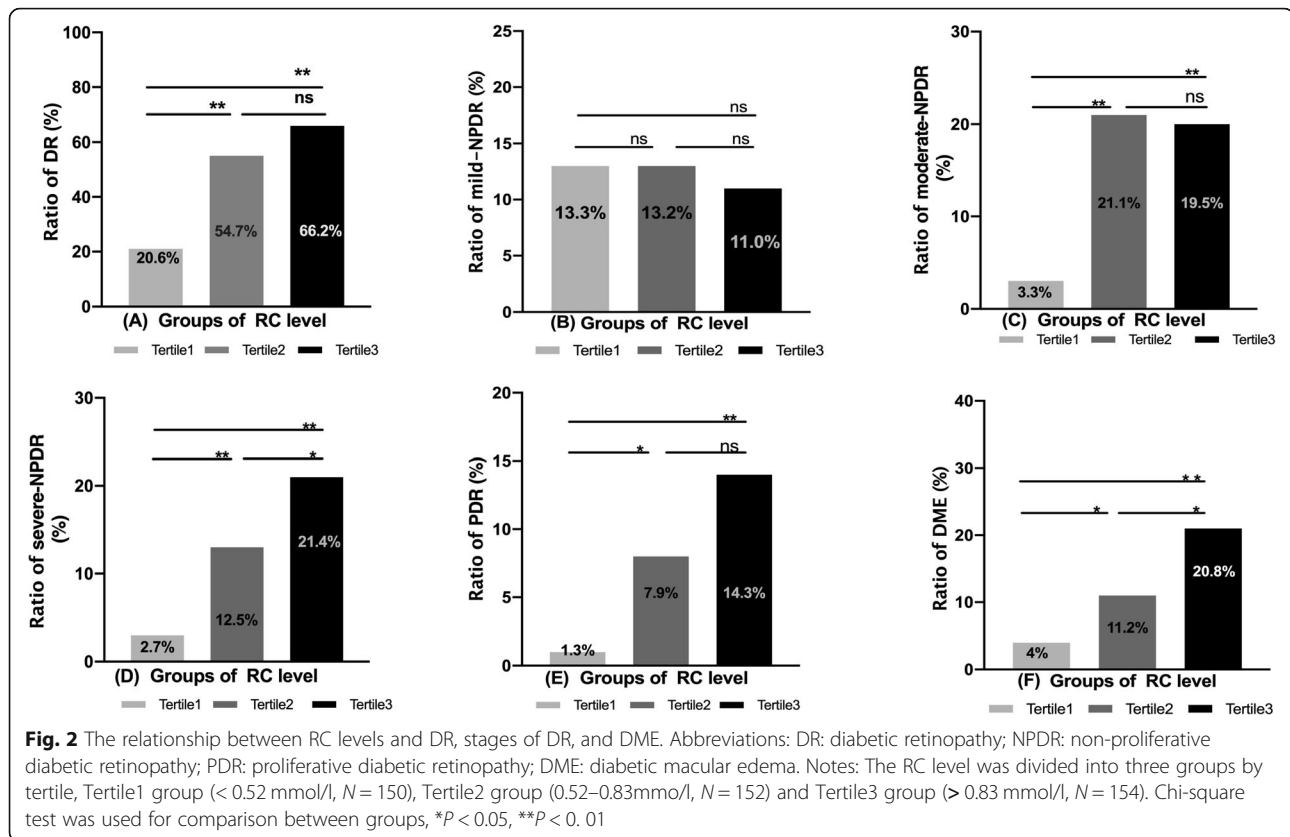 Ratio of DR (%)
100
80
60
40
20
0
**
**
ns
20.6%
54.7%
66.2%
(A) Groups of RC level
Tertile1 Tertile2 Tertile3
Ratio of mild–NPDR (%)
25
20
15
10
5
0
ns
ns
ns
13.3%
13.2%
11.0%
(B) Groups of RC level
Tertile1 Tertile2 Tertile3
Ratio of moderate-NPDR
(%)
30
20
10
0
**
**
ns
3.3%
21.1%
19.5%
(C) Groups of RC level
Tertile1 Tertile2 Tertile3
Ratio of severe-NPDR
(%)
30
20
10
0
**
**
*
2.7%
12.5%
21.4%
(D) Groups of RC level
Tertile1 Tertile2 Tertile3
Ratio of PDR (%)
20
15
10
5
0
**
*
ns
1.3%
7.9%
14.3%
(E) Groups of RC level
Tertile1 Tertile2 Tertile3
Ratio of DME (%)
40
30
20
10
0
**
*
*
4%
11.2%
20.8%
(F) Groups of RC level
Tertile1 Tertile2 Tertile3
Fig. 2 The relationship between RC levels and DR, stages of DR, and DME. Abbreviations: DR: diabetic retinopathy; NPDR: non-proliferative
diabetic retinopathy; PDR: proliferative diabetic retinopathy; DME: diabetic macular edema. Notes: The RC level was divided into three groups by
tertile, Tertile1 group (< 0.52 mmol/l, N = 150), Tertile2 group (0.52–0.83mmo/l, N = 152) and Tertile3 group (> 0.83 mmol/l, N = 154). Chi-square
test was used for comparison between groups, *P < 0.05, **P < 0. 01